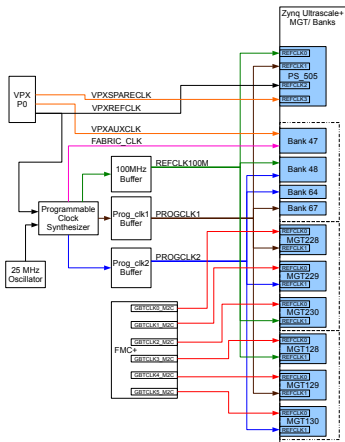 Zynq Ultrascale+
MGT/ Banks
REFCLK0
REFCLK1
PS_505
REFCLK2
REFCLK3
VPX
P0
VPXSPARECLK
VPXREFCLK
VPXAUXCLK
FABRIC_CLK
Bank 47
Bank 48
Bank 64
Bank 67
100MHz
Buffer
REFCLK100M
Programmable
Clock
Synthesizer
Prog_clk1
Buffer
PROGCLK1
Prog_clk2
Buffer
PROGCLK2
25 MHz
Oscillator
REFCLK0
MGT228
REFCLK1
REFCLK0
MGT229
REFCLK1
REFCLK0
MGT230
REFCLK1
FMC+
GBTCLK0_M2C
GBTCLK1_M2C
GBTCLK2_M2C
GBTCLK3_M2C
GBTCLK4_M2C
GBTCLK5_M2C
REFCLK0
MGT128
REFCLK1
REFCLK0
MGT129
REFCLK1
REFCLK0
MGT130
REFCLK1